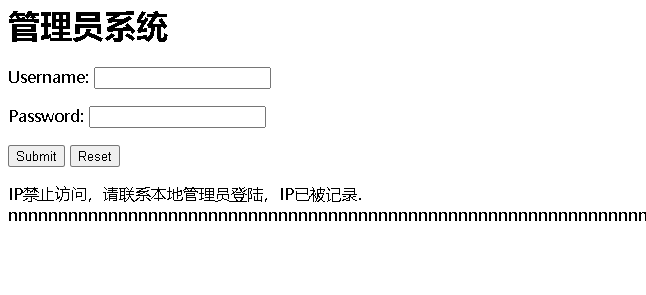 管理员系统
Username:
Password:
Submit Reset
IP禁止访问，请联系本地管理员登陆，IP已被记录.
nnnnnnnnnnnnnnnnnnnnnnnnnnnnnnnnnnnnnnnnnnnnnnnnnnnnnnnnnnnnnnnnnnnnnn